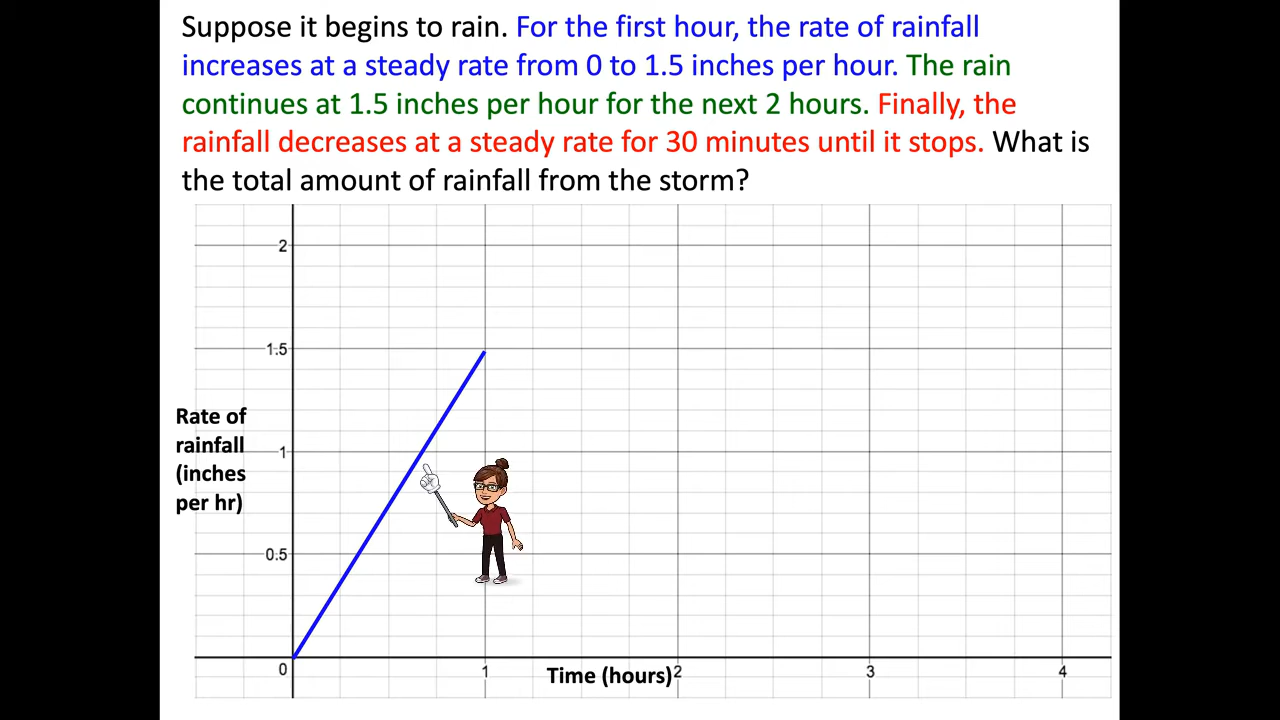 Suppose it begins to rain. For the first hour, the rate of rainfall
increases at a steady rate from 0 to 1.5 inches per hour. The rain
continues at 1.5 inches per hour for the next 2 hours. Finally, the
rainfall decreases at a steady rate for 30 minutes until it stops. What is
the total amount of rainfall from the storm?
2
1.5
Rate of
rainfall
(inches
per hr)
1
0.5
0
1
Time (hours)
2
3
4